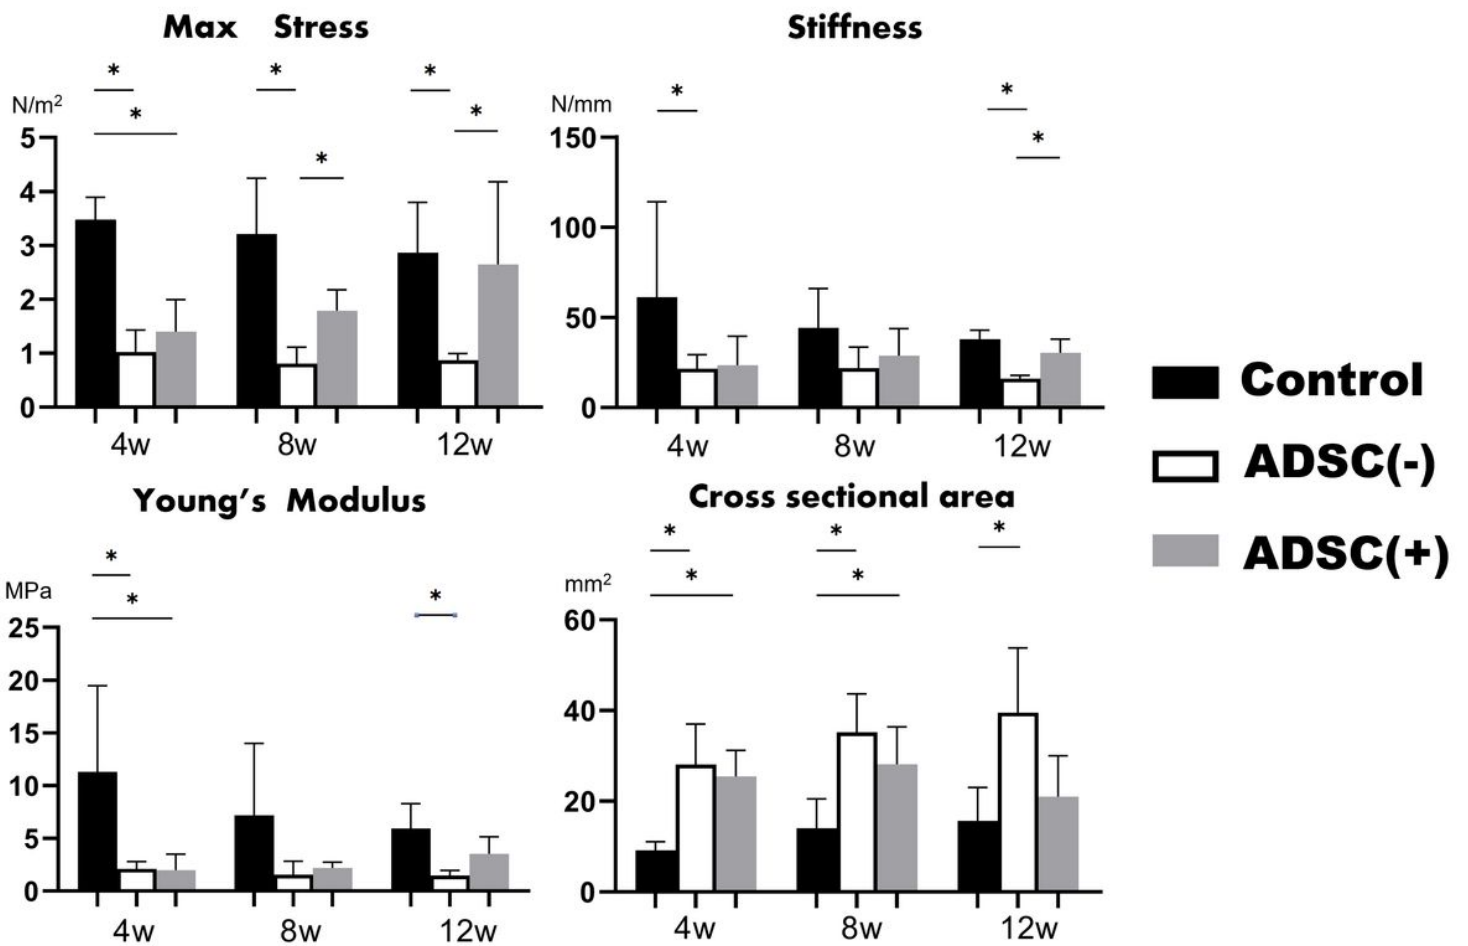 Max Stress
* *
*
* *
*
N/m²
5
4
3
2
1
0
4w 8w 12w
Stiffness
*
*
*
N/mm
150
100
50
0
4w 8w 12w
Young's Modulus
*
*
*
MPa
25
20
15
10
5
0
4w 8w 12w
Cross sectional area
* * *
* *
mm²
60
40
20
0
4w 8w 12w
Control
ADSC(-)
ADSC(+)